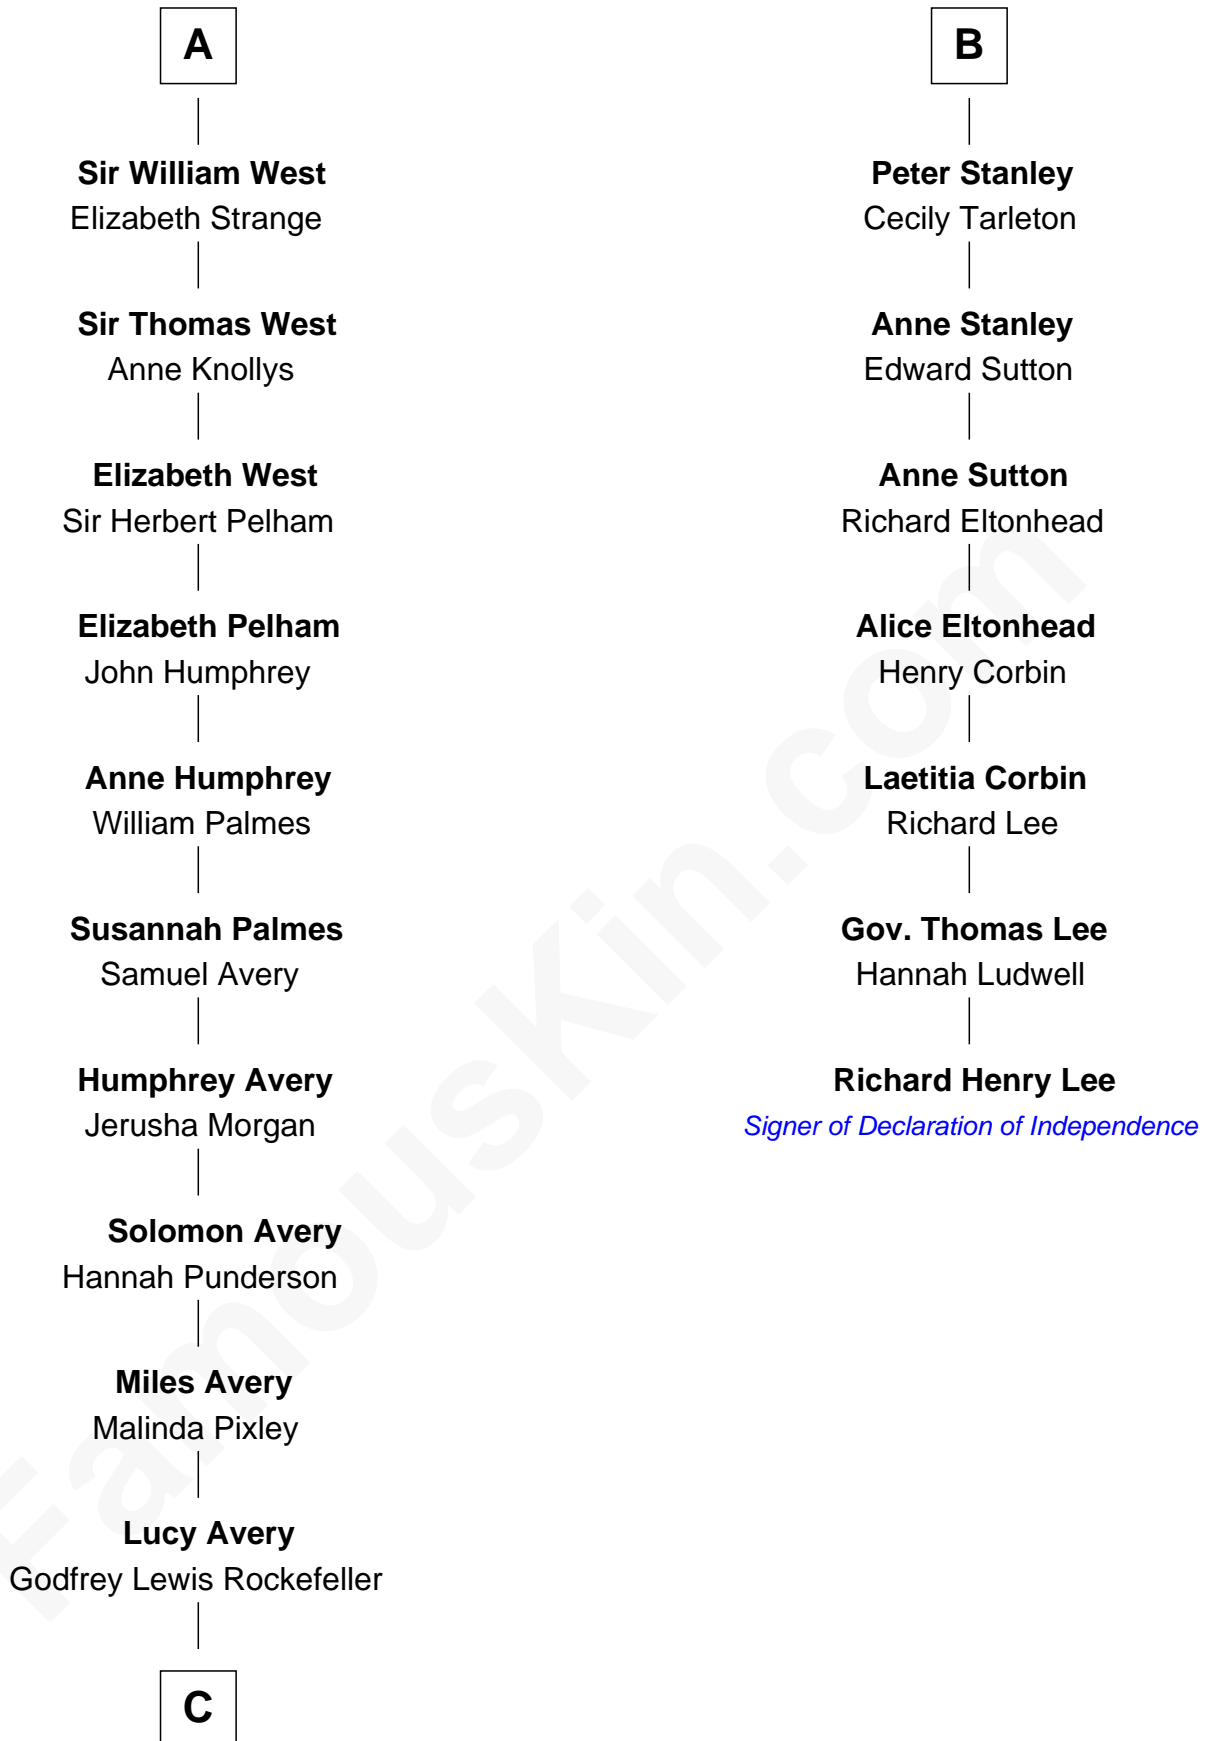 A
Sir William West
Elizabeth Strange
Sir Thomas West
Anne Knollys
Elizabeth West
Sir Herbert Pelham
Elizabeth Pelham
John Humphrey
Anne Humphrey
William Palmes
Susannah Palmes
Samuel Avery
Humphrey Avery
Jerusha Morgan
Solomon Avery
Hannah Punderson
Miles Avery
Malinda Pixley
Lucy Avery
Godfrey Lewis Rockefeller
C
B
Peter Stanley
Cecily Tarleton
Anne Stanley
Edward Sutton
Anne Sutton
Richard Eltonhead
Alice Eltonhead
Henry Corbin
Laetitia Corbin
Richard Lee
Gov. Thomas Lee
Hannah Ludwell
Richard Henry Lee
Signer of Declaration of Independence
FamousKin.com